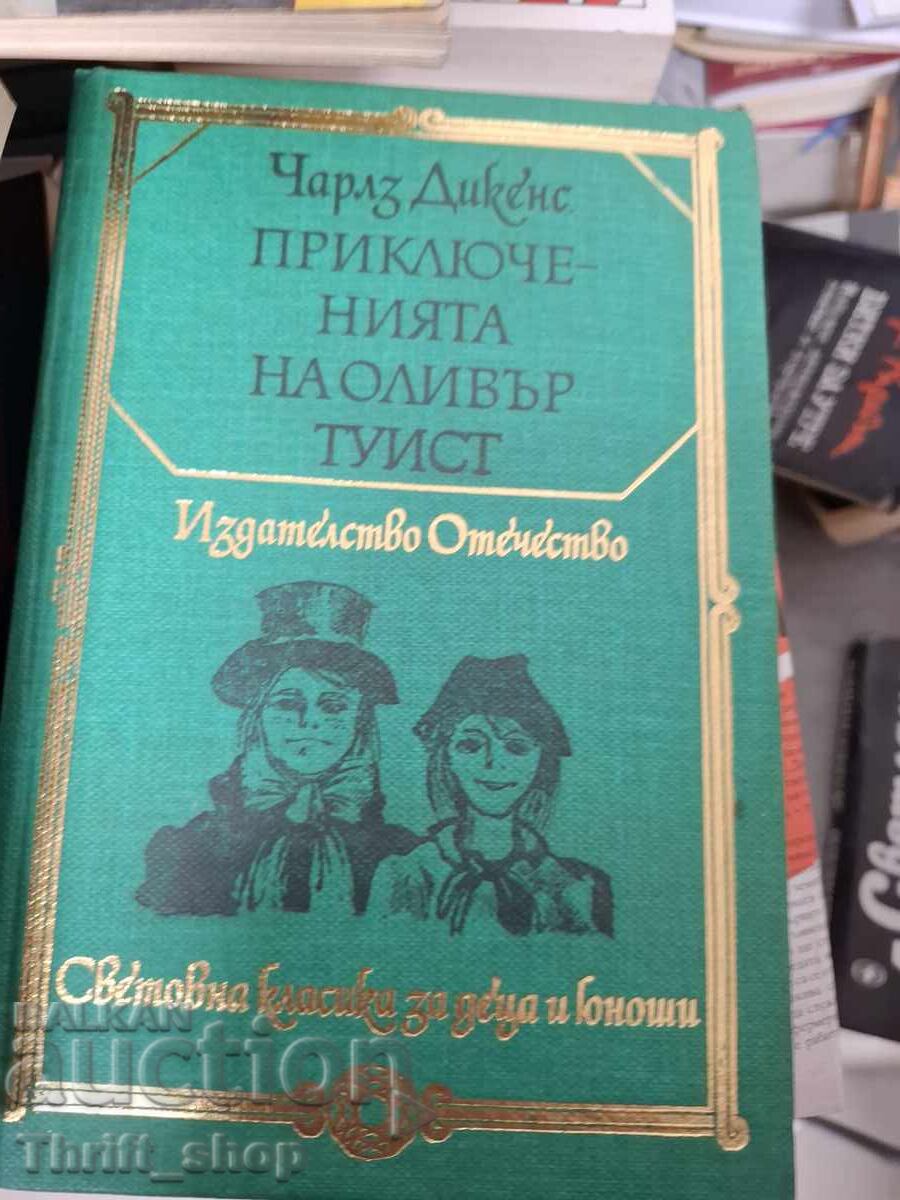 Чарлз Дикенс
ПРИКЛЮЧЕ-
НИЯТА
НА ОЛИВЪР
ТУИСТ
Издателство Отечество
Световна класика за деца и юноши
BALKAN
auction
Thrift_shop